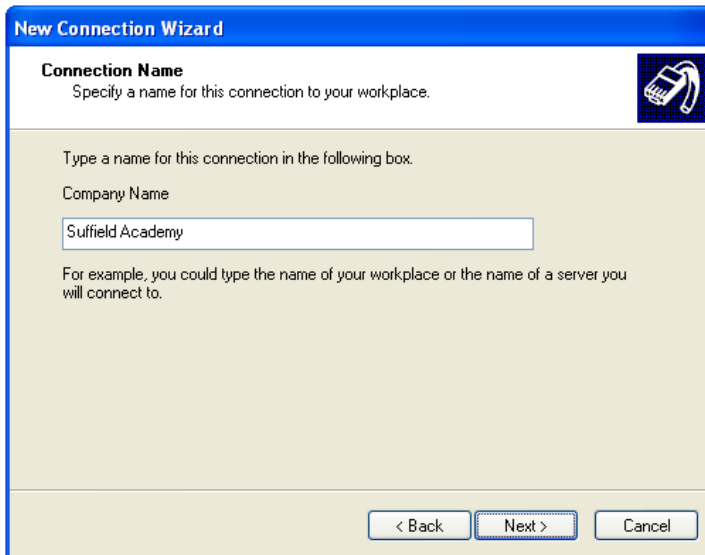 New Connection Wizard
Connection Name
Specify a name for this connection to your workplace.
Type a name for this connection in the following box.
Company Name
Suffield Academy
For example, you could type the name of your workplace or the name of a server you
will connect to.
< Back
Next >
Cancel